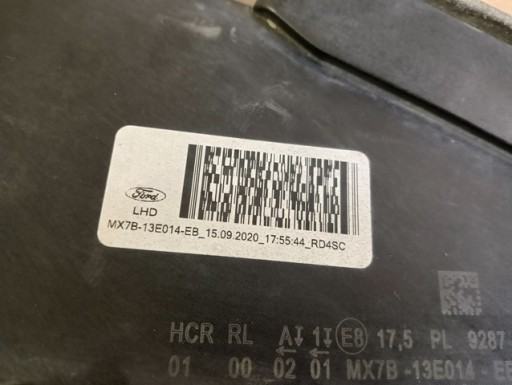 Ford
LHD
MX7B-13E014-EB_15.09.2020_17:55:44_RD4SC
HCR RL A↧ 1↧ E8 17,5 PL 9287
01 00 02 01 MX7B-13E014-EB